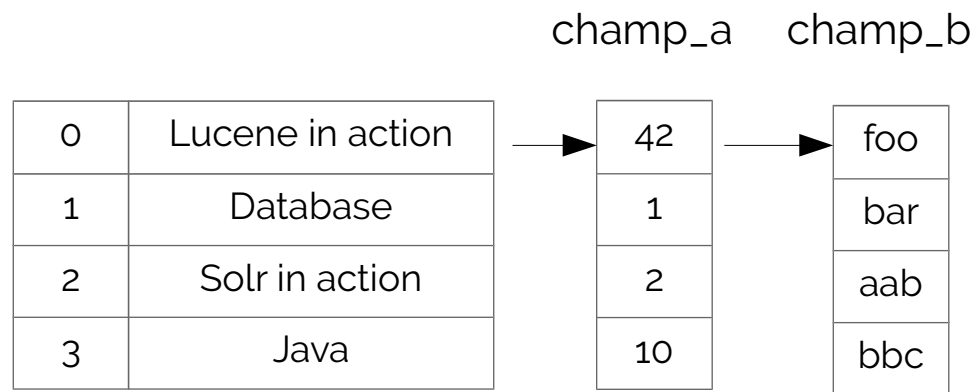 champ_a champ_b
0 Lucene in action 42 foo
1 Database 1 bar
2 Solr in action 2 aab
3 Java 10 bbc